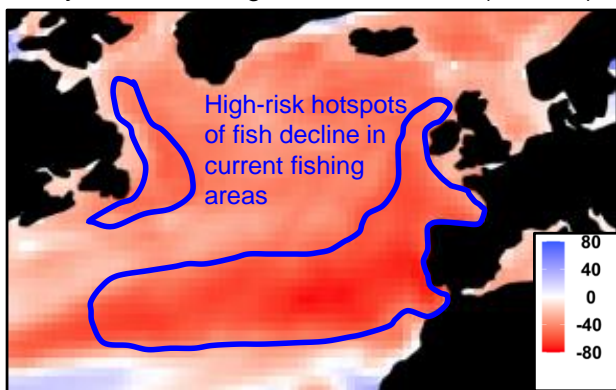 High-risk hotspots
of fish decline in
current fishing
areas
80
40
0
-40
-80